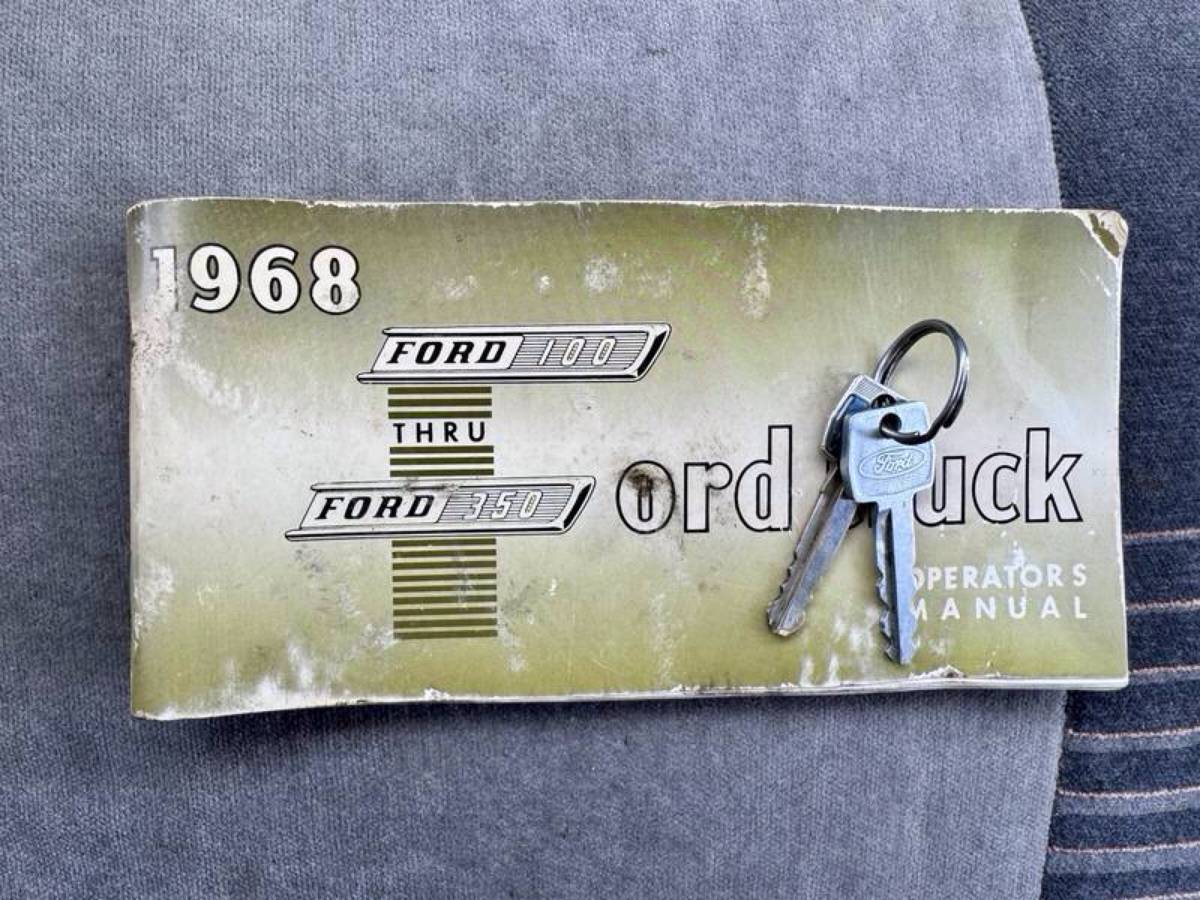 1968
FORD 100
THRU
FORD 350
ord uck
OPERATORS
MANUAL
Ford